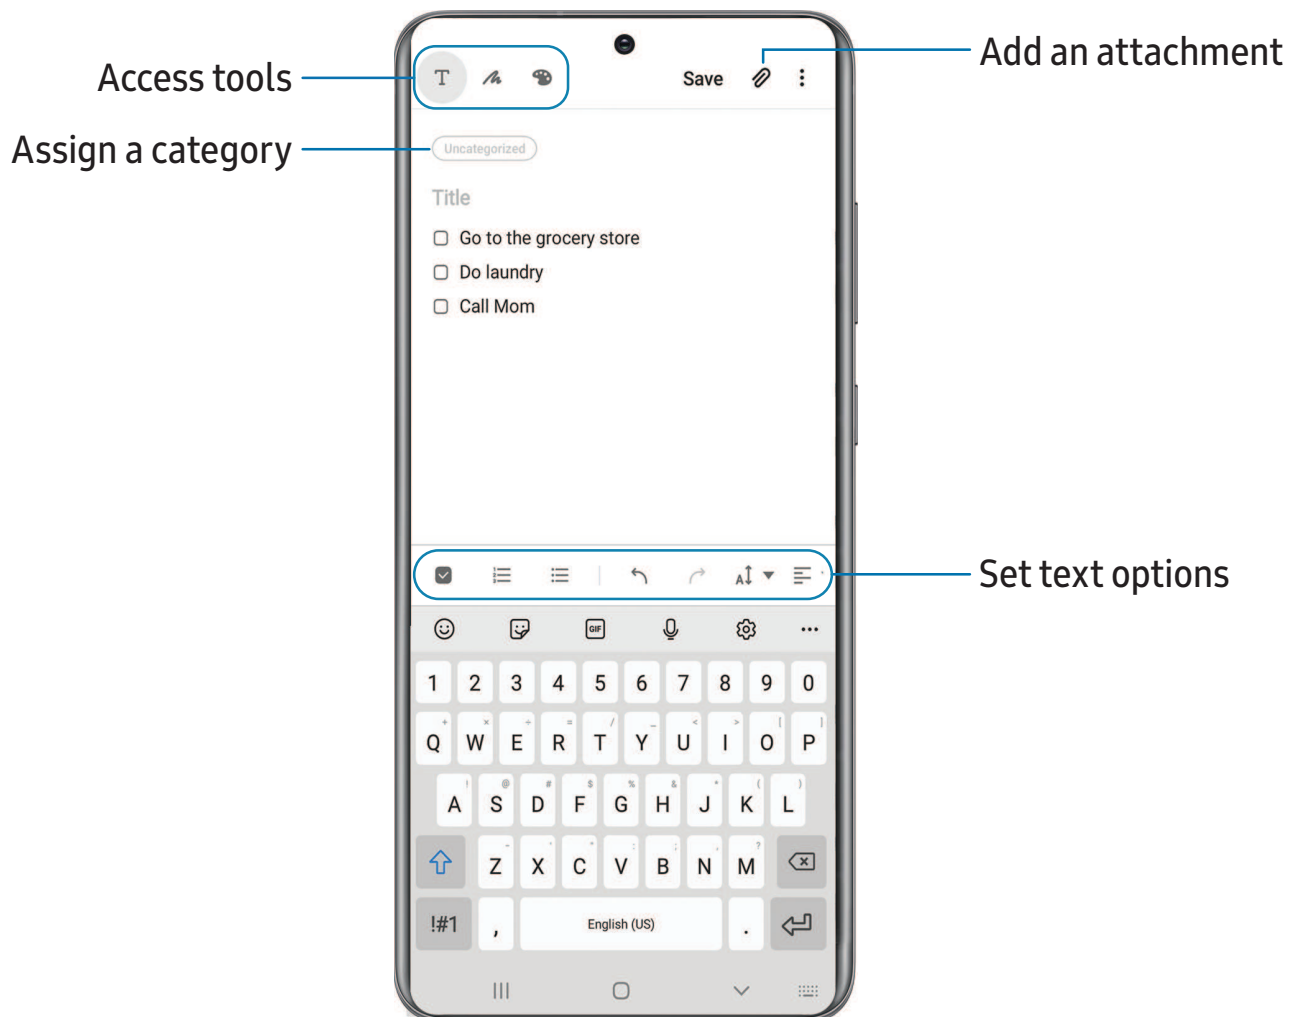 Add an attachment
Access tools
T
Save
Assign a category
Uncategorized
Title
Go to the grocery store
Do laundry
Call Mom
Set text options
A
GIF
1 2 3 4 5 6 7 8 9 0
+ × ÷ = / _ < > [ ]
Q W E R T Y U I O P
! @ # $ % & * ( )
A S D F G H J K L
- ' " : ; , ?
Z X C V B N M
!#1 , English (US) .